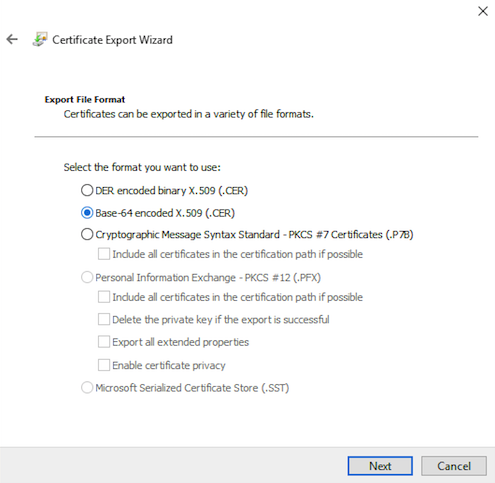 Certificate Export Wizard
Export File Format
Certificates can be exported in a variety of file formats.
Select the format you want to use:
DER encoded binary X.509 (.CER)
Base-64 encoded X.509 (.CER)
Cryptographic Message Syntax Standard - PKCS #7 Certificates (.P7B)
Include all certificates in the certification path if possible
Personal Information Exchange - PKCS #12 (.PFX)
Include all certificates in the certification path if possible
Delete the private key if the export is successful
Export all extended properties
Enable certificate privacy
Microsoft Serialized Certificate Store (.SST)
Next
Cancel